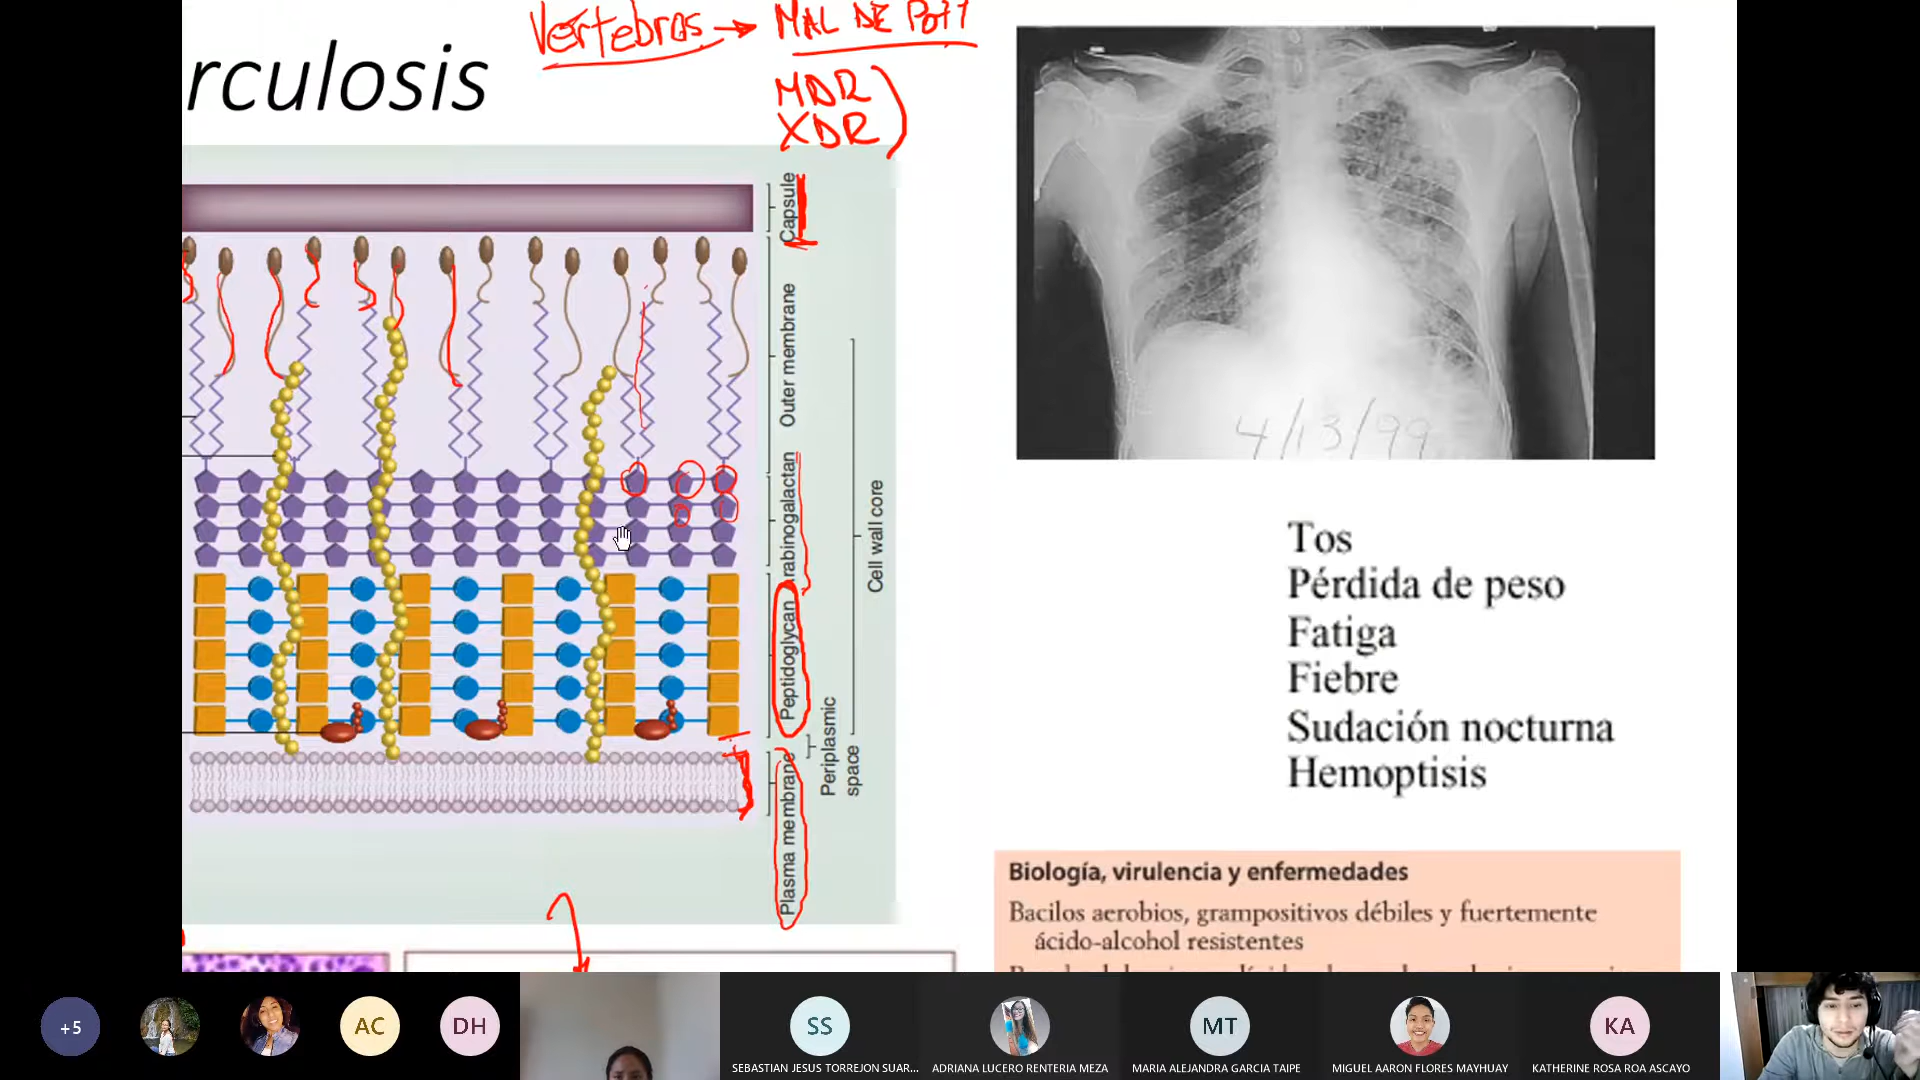 Vertebras → MAL DE POTT
rculosis
MDR
XDR
Capsule
Outer membrane
Arabinogalactan
Peptidoglycan
Plasma membrane
Periplasmic
space
Cell wall core
4/13/99
Tos
Pérdida de peso
Fatiga
Fiebre
Sudación nocturna
Hemoptisis
Biología, virulencia y enfermedades
Bacilos aerobios, grampositivos débiles y fuertemente
ácido-alcohol resistentes
+5
AC
DH
SS
SEBASTIAN JESUS TORREJON SUAR...
ADRIANA LUCERO RENTERIA MEZA
MT
MARIA ALEJANDRA GARCIA TAIPE
MIGUEL AARON FLORES MAYHUAY
KA
KATHERINE ROSA ROA ASCAYO